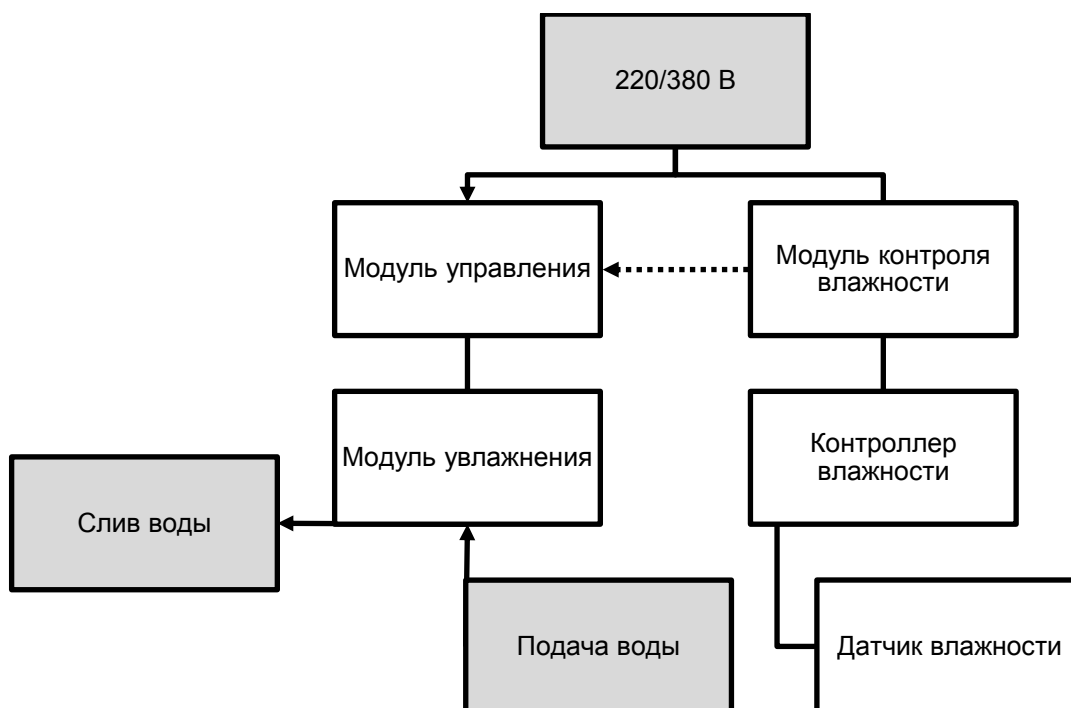 220/380 В
Модуль управления
Модуль контроля
влажности
Модуль увлажнения
Контроллер
влажности
Слив воды
Подача воды
Датчик влажности